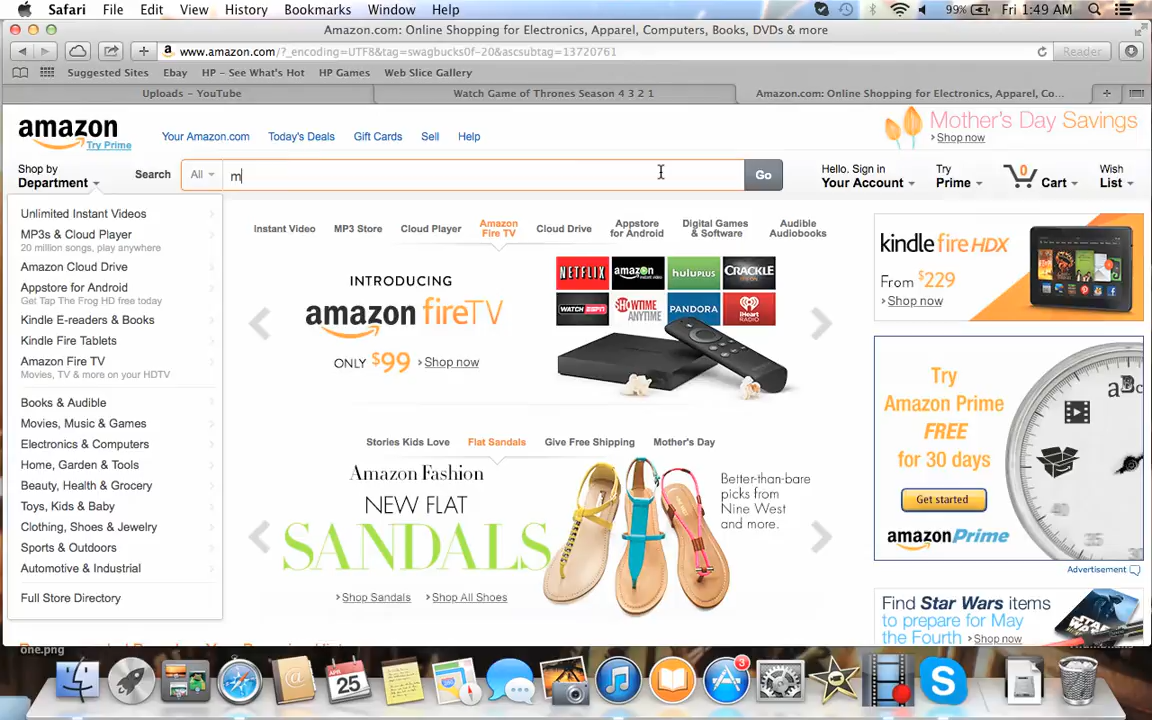 Safari File Edit View History Bookmarks Window Help 99% Fri 1:49 AM
Amazon.com: Online Shopping for Electronics, Apparel, Computers, Books, DVDs & more
www.amazon.com/?_encoding=UTF8&tag=swagbucks0f-20&ascsubtag=13720761 Reader
Suggested Sites Ebay HP – See What's Hot HP Games Web Slice Gallery
Uploads – YouTube Watch Game of Thrones Season 4 3 2 1 Amazon.com: Online Shopping for Electronics, Apparel, Co...
amazon
Try Prime
Your Amazon.com Today's Deals Gift Cards Sell Help
Mother's Day Savings
Shop now
Shop by
Department
Search All m Go
Hello. Sign in
Your Account
Try
Prime
0
Cart
Wish
List
Unlimited Instant Videos
MP3s & Cloud Player
20 million songs, play anywhere
Amazon Cloud Drive
Appstore for Android
Get Tap The Frog HD free today
Kindle E-readers & Books
Kindle Fire Tablets
Amazon Fire TV
Movies, TV & more on your HDTV
Books & Audible
Movies, Music & Games
Electronics & Computers
Home, Garden & Tools
Beauty, Health & Grocery
Toys, Kids & Baby
Clothing, Shoes & Jewelry
Sports & Outdoors
Automotive & Industrial
Full Store Directory
Instant Video
MP3 Store
Cloud Player
Amazon
Fire TV
Cloud Drive
Appstore
for Android
Digital Games
& Software
Audible
Audiobooks
INTRODUCING
amazon fireTV
ONLY $99 Shop now
NETFLIX amazon huluplus CRACKLE
WATCH ESPN SHOWTIME ANYTIME PANDORA iHeart RADIO
Stories Kids Love Flat Sandals Give Free Shipping Mother's Day
Amazon Fashion
NEW FLAT
SANDALS
Shop Sandals Shop All Shoes
Better-than-bare
picks from
Nine West
and more.
kindle fire HDX
From $229
Shop now
Try
Amazon Prime
FREE
for 30 days
Get started
amazonPrime
Advertisement
Find Star Wars items
to prepare for May
the Fourth Shop now
one.png
APR
25
3